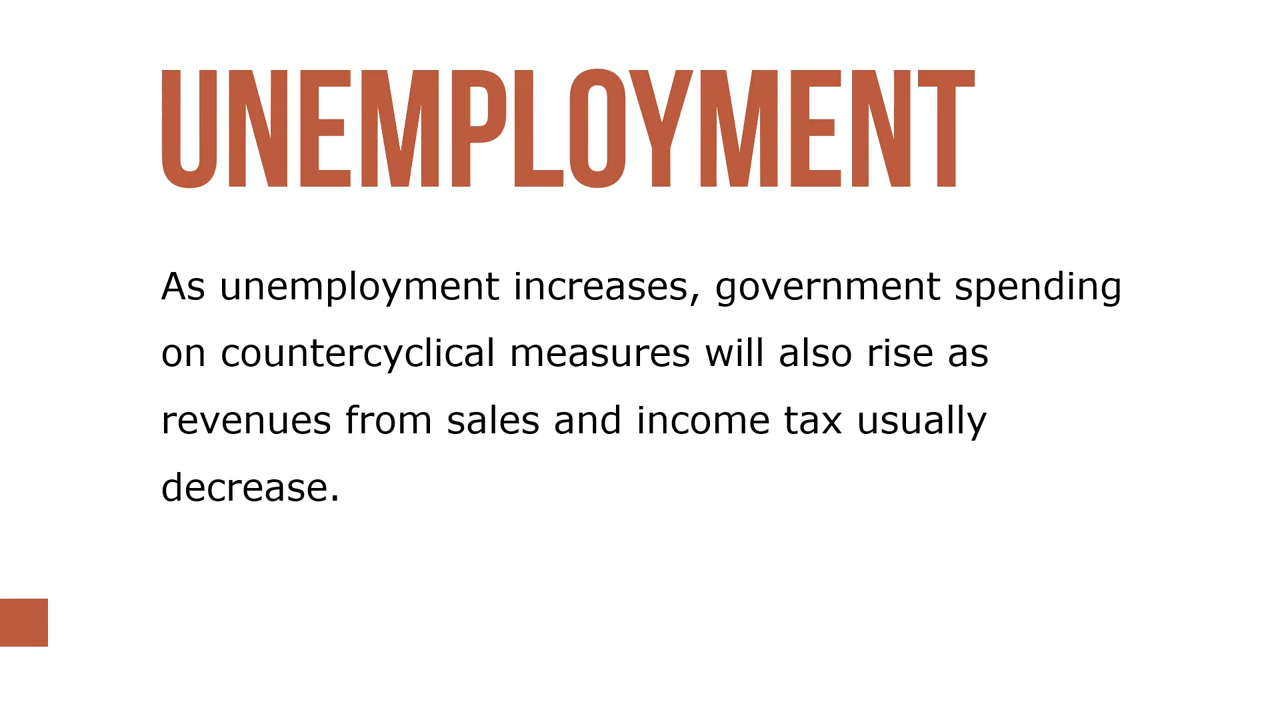 UNEMPLOYMENT
As unemployment increases, government spending
on countercyclical measures will also rise as
revenues from sales and income tax usually
decrease.